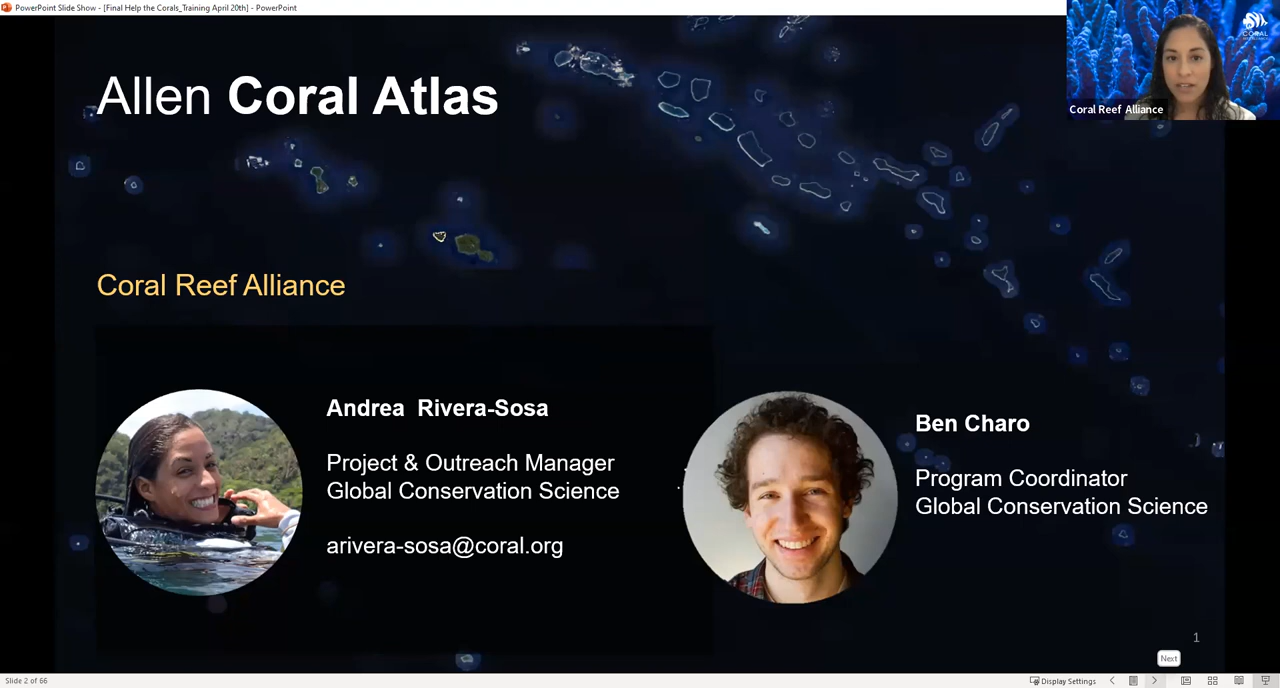 PowerPoint Slide Show - [Final Help the Corals_Training April 20th] - PowerPoint
CORAL
Coral Reef Alliance
Allen Coral Atlas
Coral Reef Alliance
Andrea Rivera-Sosa
Project & Outreach Manager
Global Conservation Science
arivera-sosa@coral.org
Ben Charo
Program Coordinator
Global Conservation Science
1
Next
Slide 2 of 66
Display Settings